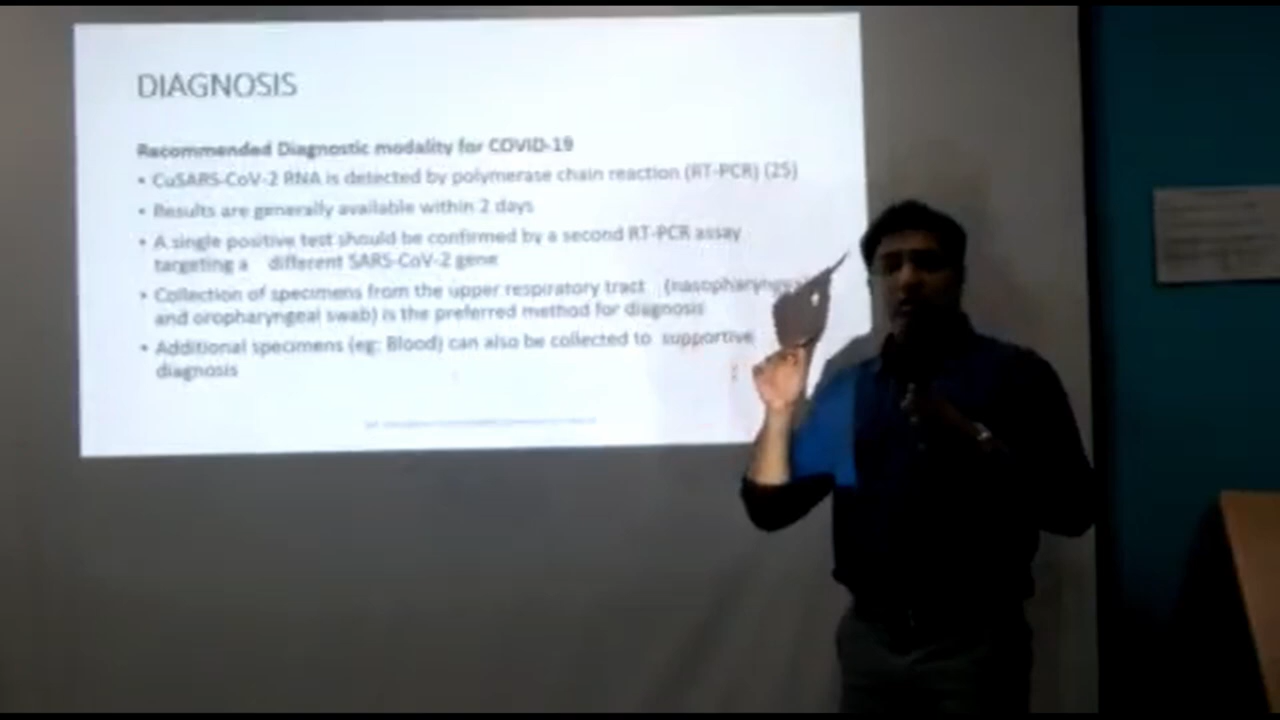 DIAGNOSIS
Recommended Diagnostic modality for COVID-19
• CuSARS-CoV-2 RNA is detected by polymerase chain reaction (RT-PCR) (25)
• Results are generally available within 2 days
• A single positive test should be confirmed by a second RT-PCR assay
targeting a different SARS-CoV-2 gene
• Collection of specimens from the upper respiratory tract
and oropharyngeal swab) is the preferred method for diagnosis
• Additional specimens (eg: Blood) can also be collected to supportive
diagnosis